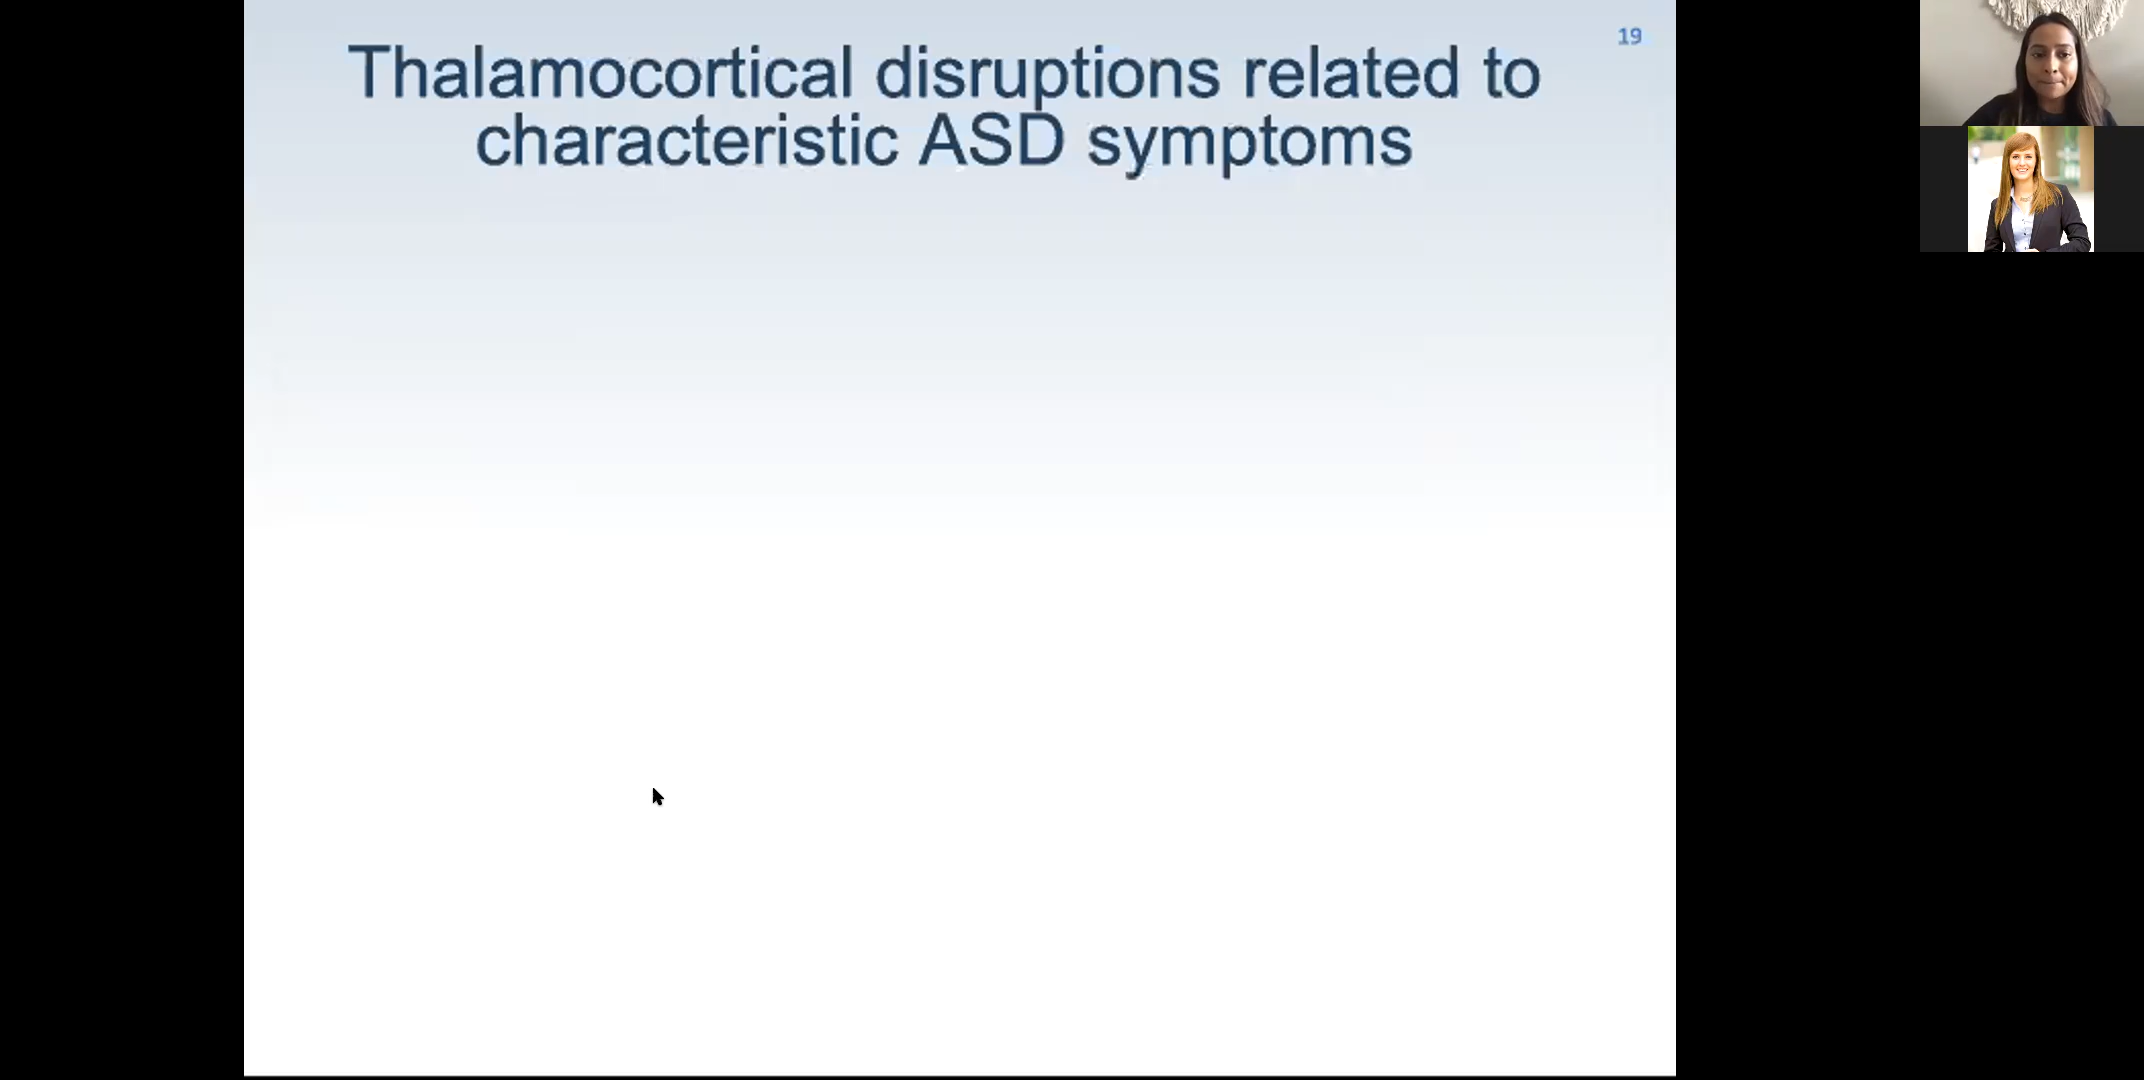 19
Thalamocortical disruptions related to
characteristic ASD symptoms